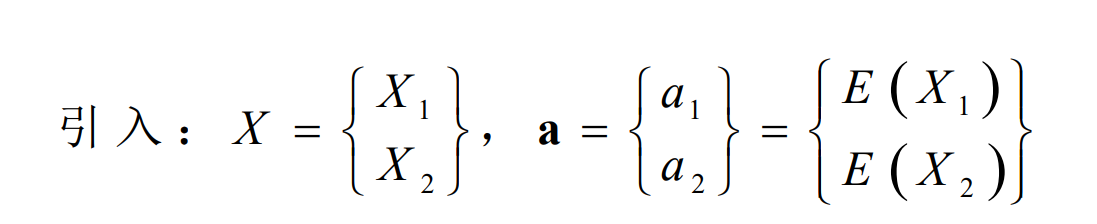 引入：X = { X₁ X₂ }，a = { a₁ a₂ } = { E(X₁) E(X₂) }